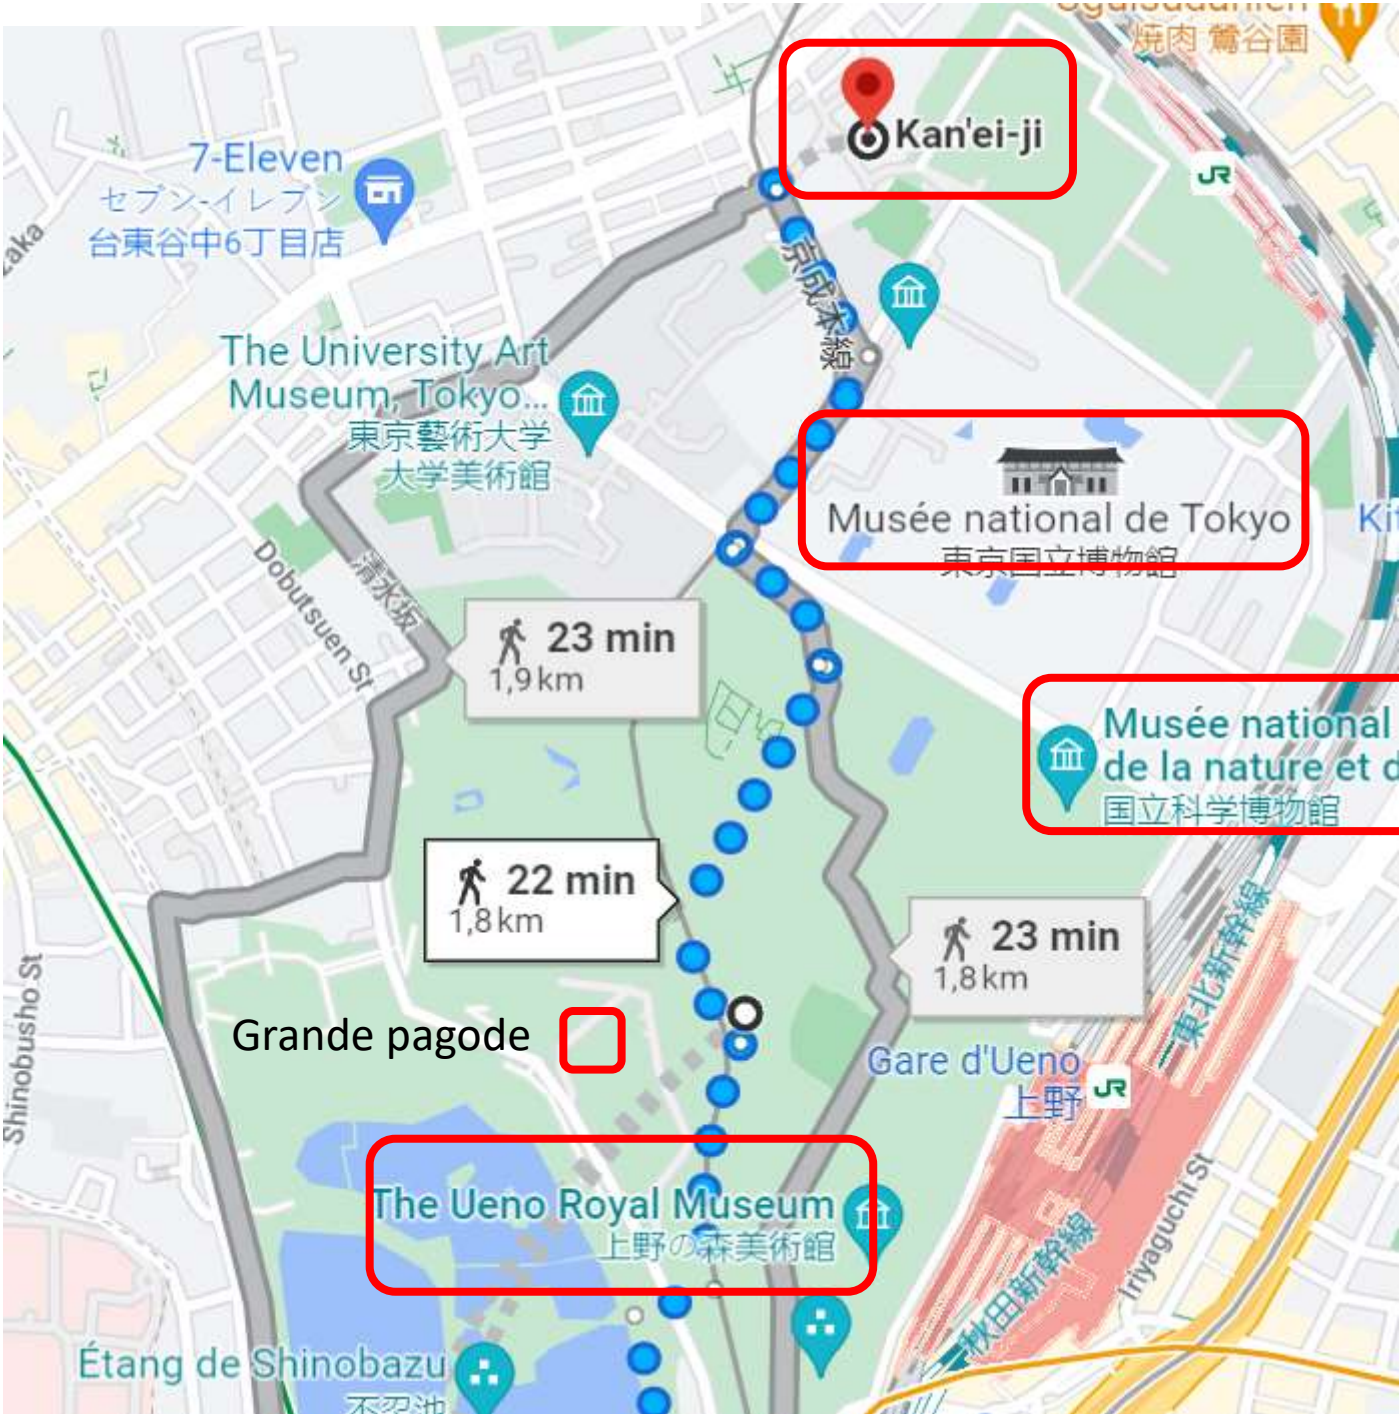 焼肉 鶯谷園
Kan'ei-ji
7-Eleven
セブン-イレブン
台東谷中6丁目店
JR
京成本線
The University Art
Museum, Tokyo...
東京藝術大学
大学美術館
Musée national de Tokyo
東京国立博物館
清水坂
Dobutsuen St
23 min
1,9 km
Musée national
de la nature et d
国立科学博物館
22 min
1,8 km
23 min
1,8 km
東北新幹線
Shinobusho St
Grande pagode
Gare d'Ueno
上野
JR
The Ueno Royal Museum
上野の森美術館
Iriyaguchi St
秋田新幹線
Étang de Shinobazu
不忍池